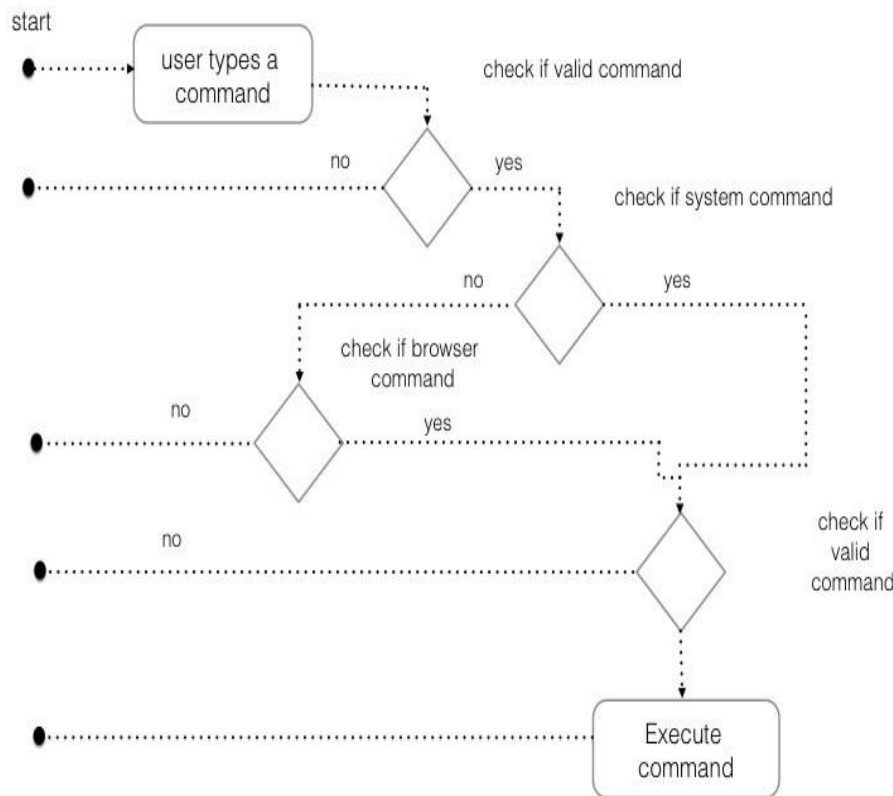 start
user types a
command
check if valid command
no
yes
check if system command
no
yes
check if browser
command
no
yes
check if
valid
command
no
Execute
command